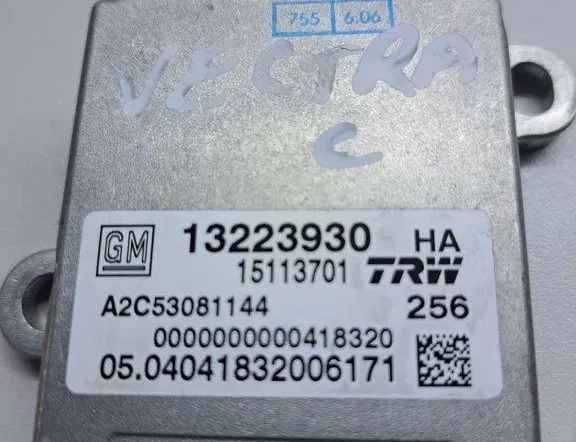 755 6.06
VECTRA
C
GM 13223930 HA
15113701 TRW
A2C53081144 256
0000000000418320
05.04041832006171